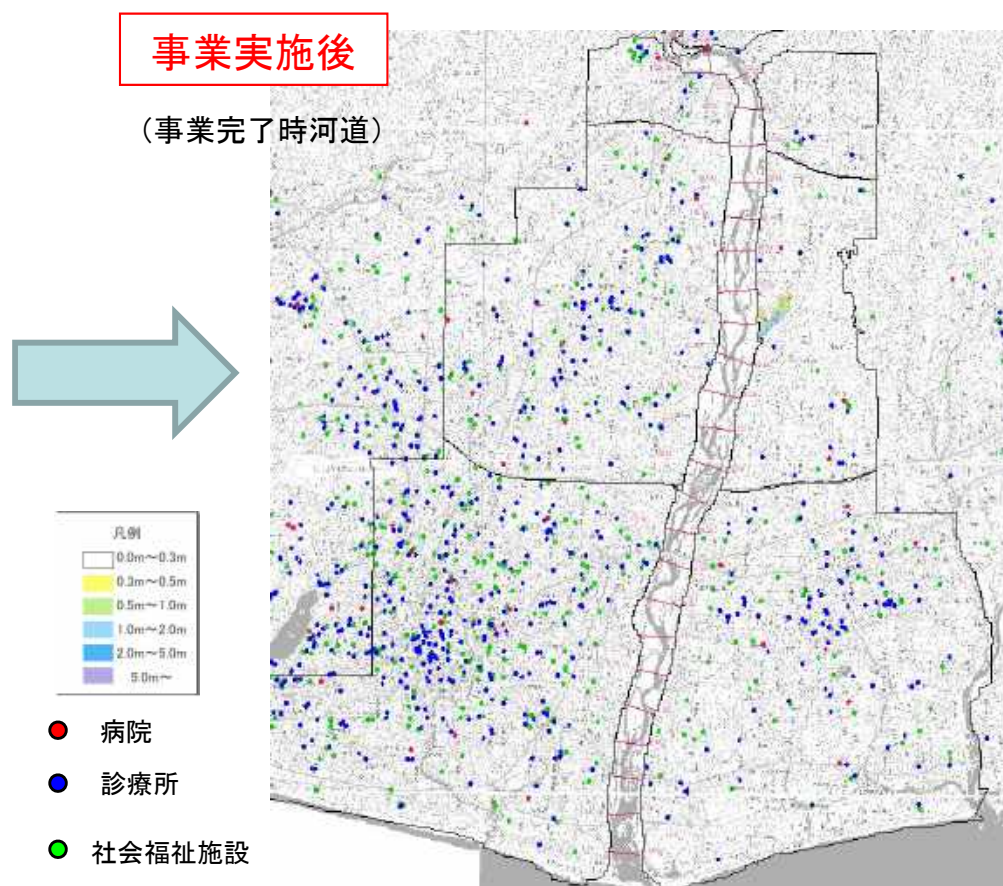 事業実施後
（事業完了時河道）
凡例
0.0m～0.3m
0.3m～0.5m
0.5m～1.0m
1.0m～2.0m
2.0m～5.0m
5.0m～
病院
診療所
社会福祉施設